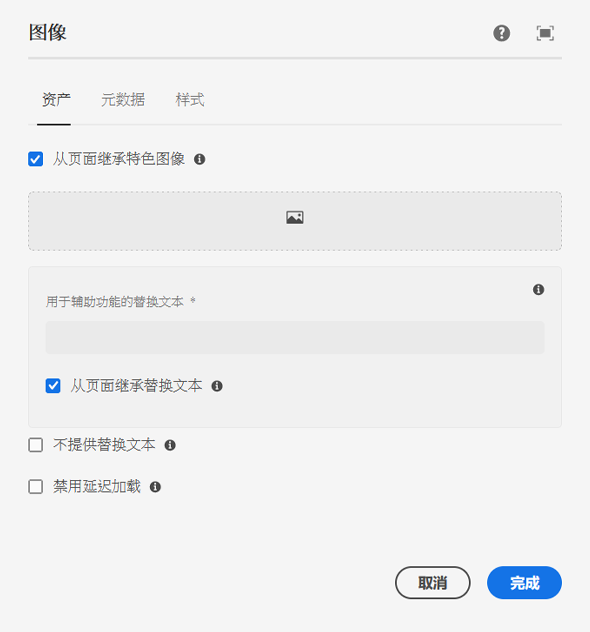 图像
资产 元数据 样式
从页面继承特色图像
用于辅助功能的替换文本 *
从页面继承替换文本
不提供替换文本
禁用延迟加载
取消 完成